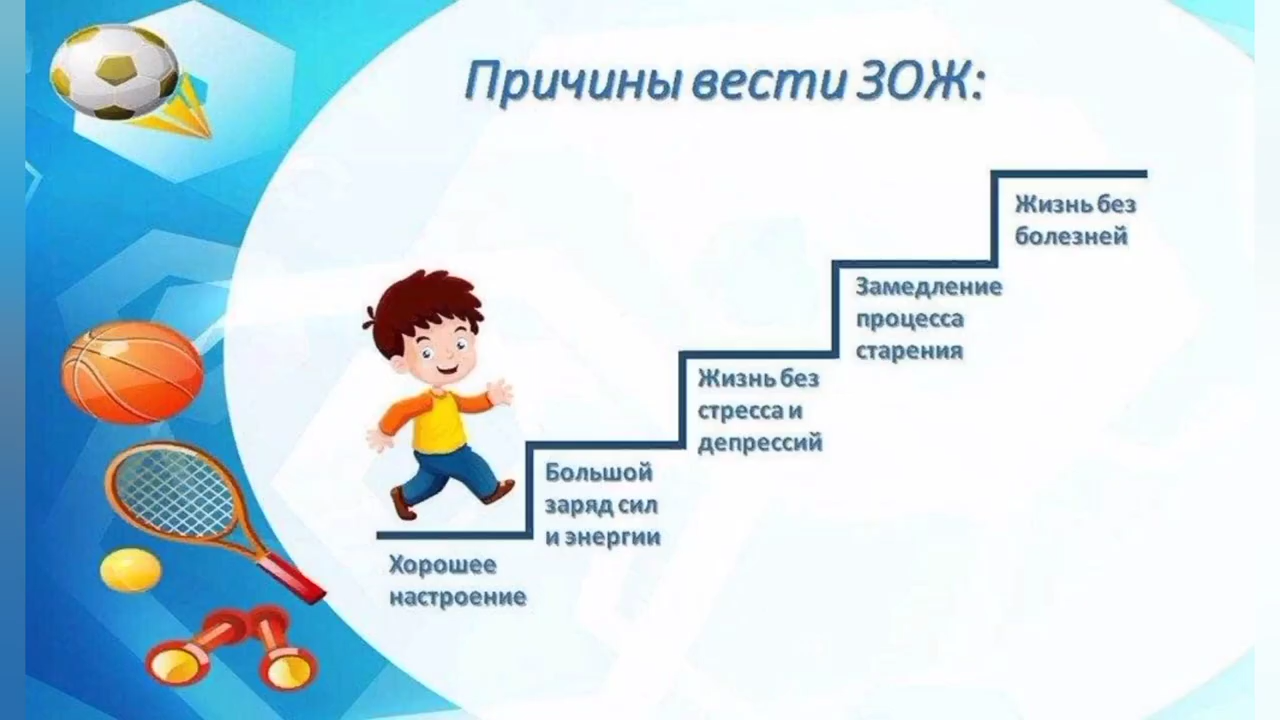 Причины вести ЗОЖ:
Хорошее
настроение
Большой
заряд сил
и энергии
Жизнь без
стресса и
депрессий
Замедление
процесса
старения
Жизнь без
болезней